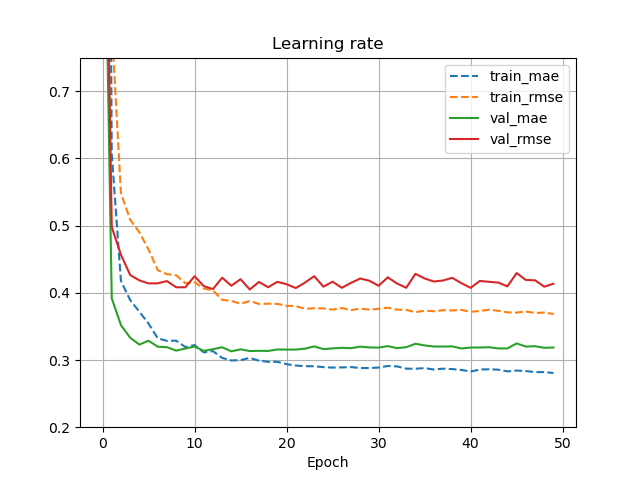 Learning rate
train_mae
train_rmse
val_mae
val_rmse
0.7
0.6
0.5
0.4
0.3
0.2
0 10 20 30 40 50
Epoch